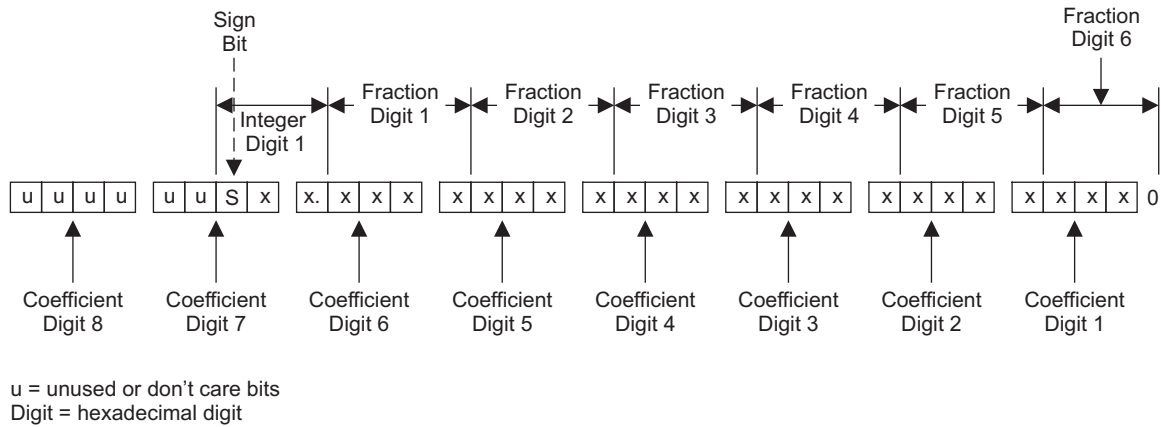 Sign
Bit
Fraction
Digit 6
Integer
Digit 1
Fraction
Digit 1
Fraction
Digit 2
Fraction
Digit 3
Fraction
Digit 4
Fraction
Digit 5
u u u u u u S x x. x x x x x x x x x x x x x x x x x x x x x x x 0
Coefficient
Digit 8
Coefficient
Digit 7
Coefficient
Digit 6
Coefficient
Digit 5
Coefficient
Digit 4
Coefficient
Digit 3
Coefficient
Digit 2
Coefficient
Digit 1
u = unused or don't care bits
Digit = hexadecimal digit